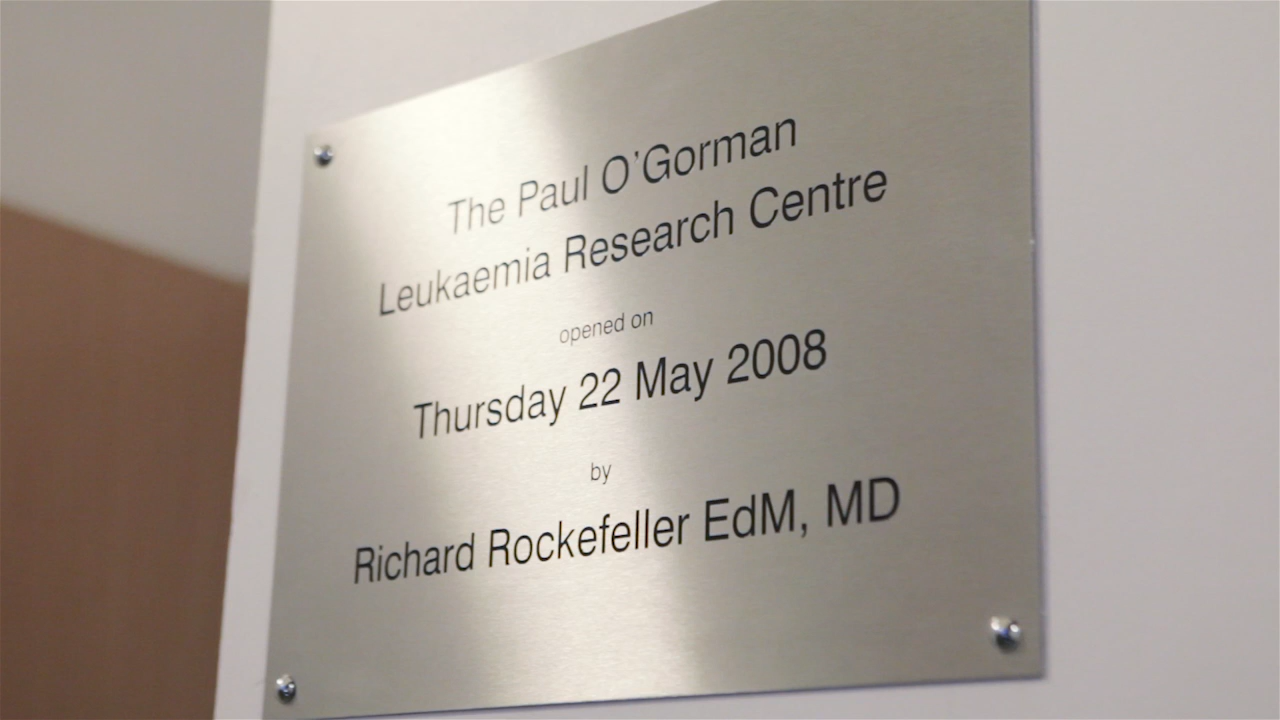 The Paul O'Gorman
Leukaemia Research Centre
opened on
Thursday 22 May 2008
by
Richard Rockefeller EdM, MD